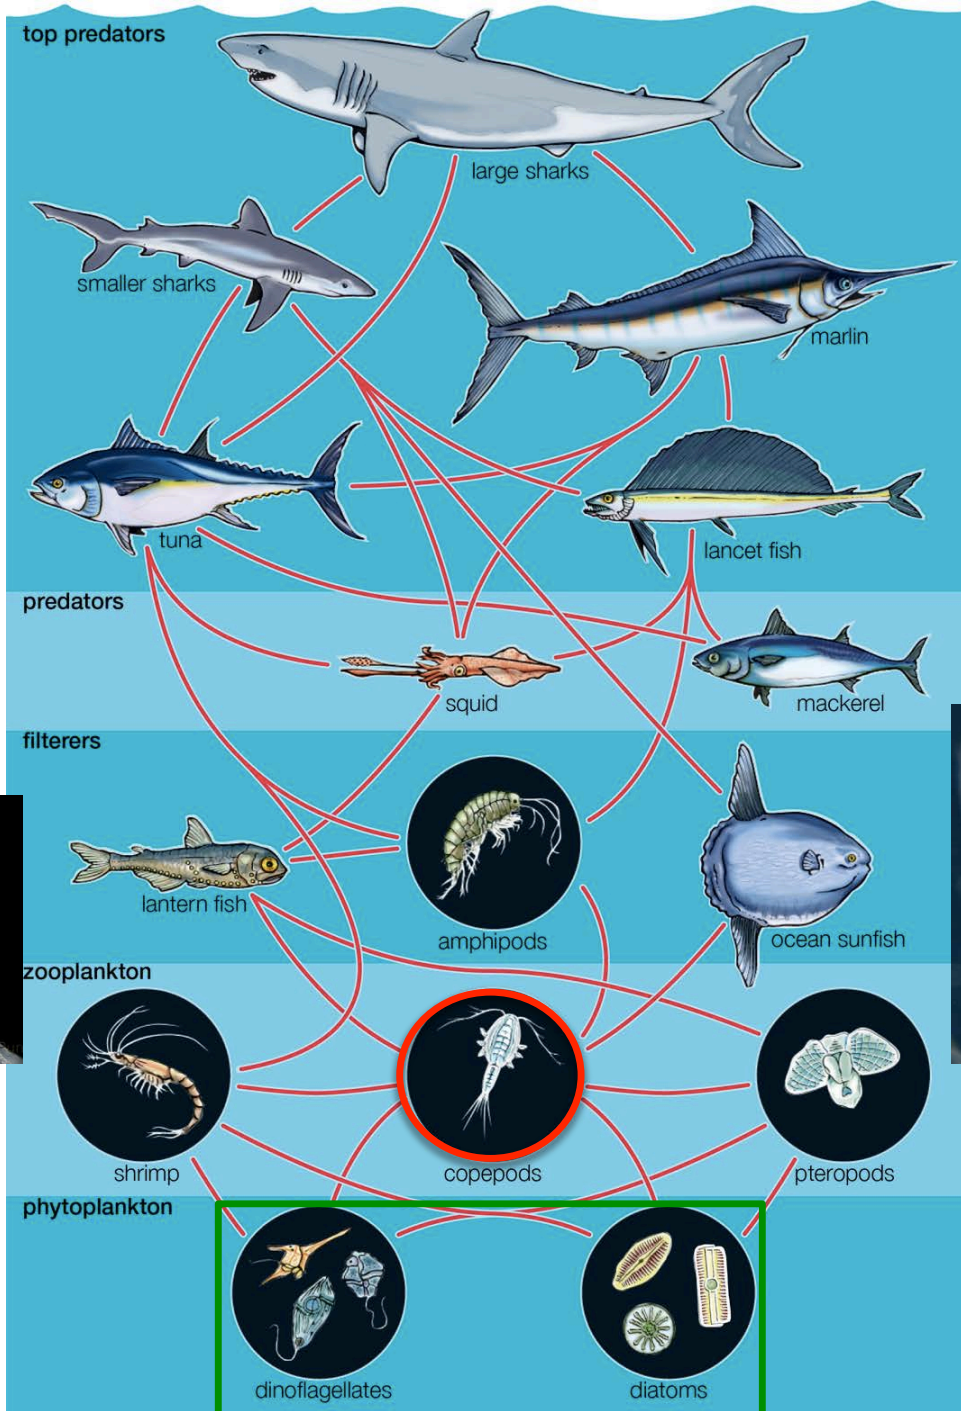 top predators
large sharks
smaller sharks
marlin
tuna
lancet fish
predators
squid
mackerel
filterers
lantern fish
amphipods
ocean sunfish
zooplankton
shrimp
copepods
pteropods
phytoplankton
dinoflagellates
diatoms